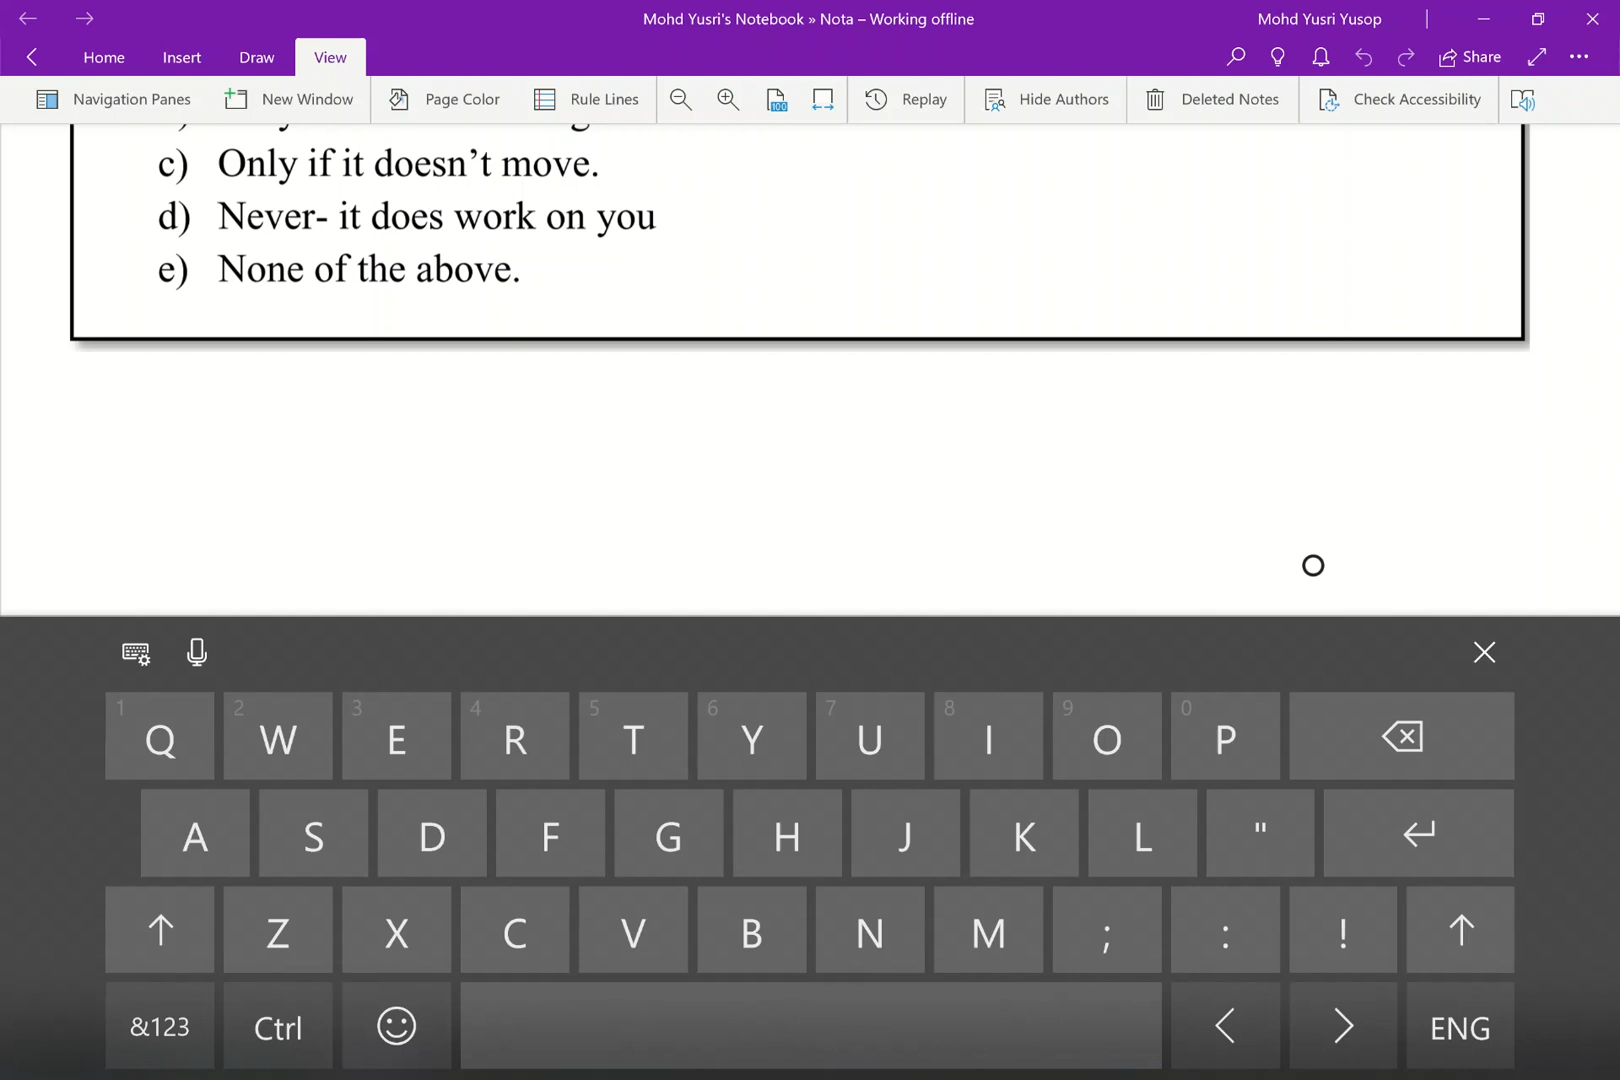 Mohd Yusri's Notebook » Nota – Working offline
Mohd Yusri Yusop
Home
Insert
Draw
View
Share
Navigation Panes
New Window
Page Color
Rule Lines
100
Replay
Hide Authors
Deleted Notes
Check Accessibility
c) Only if it doesn’t move.
d) Never- it does work on you
e) None of the above.
1 Q 2 W 3 E 4 R 5 T 6 Y 7 U 8 I 9 O 0 P
A S D F G H J K L "
Z X C V B N M ; : !
&123 Ctrl ENG